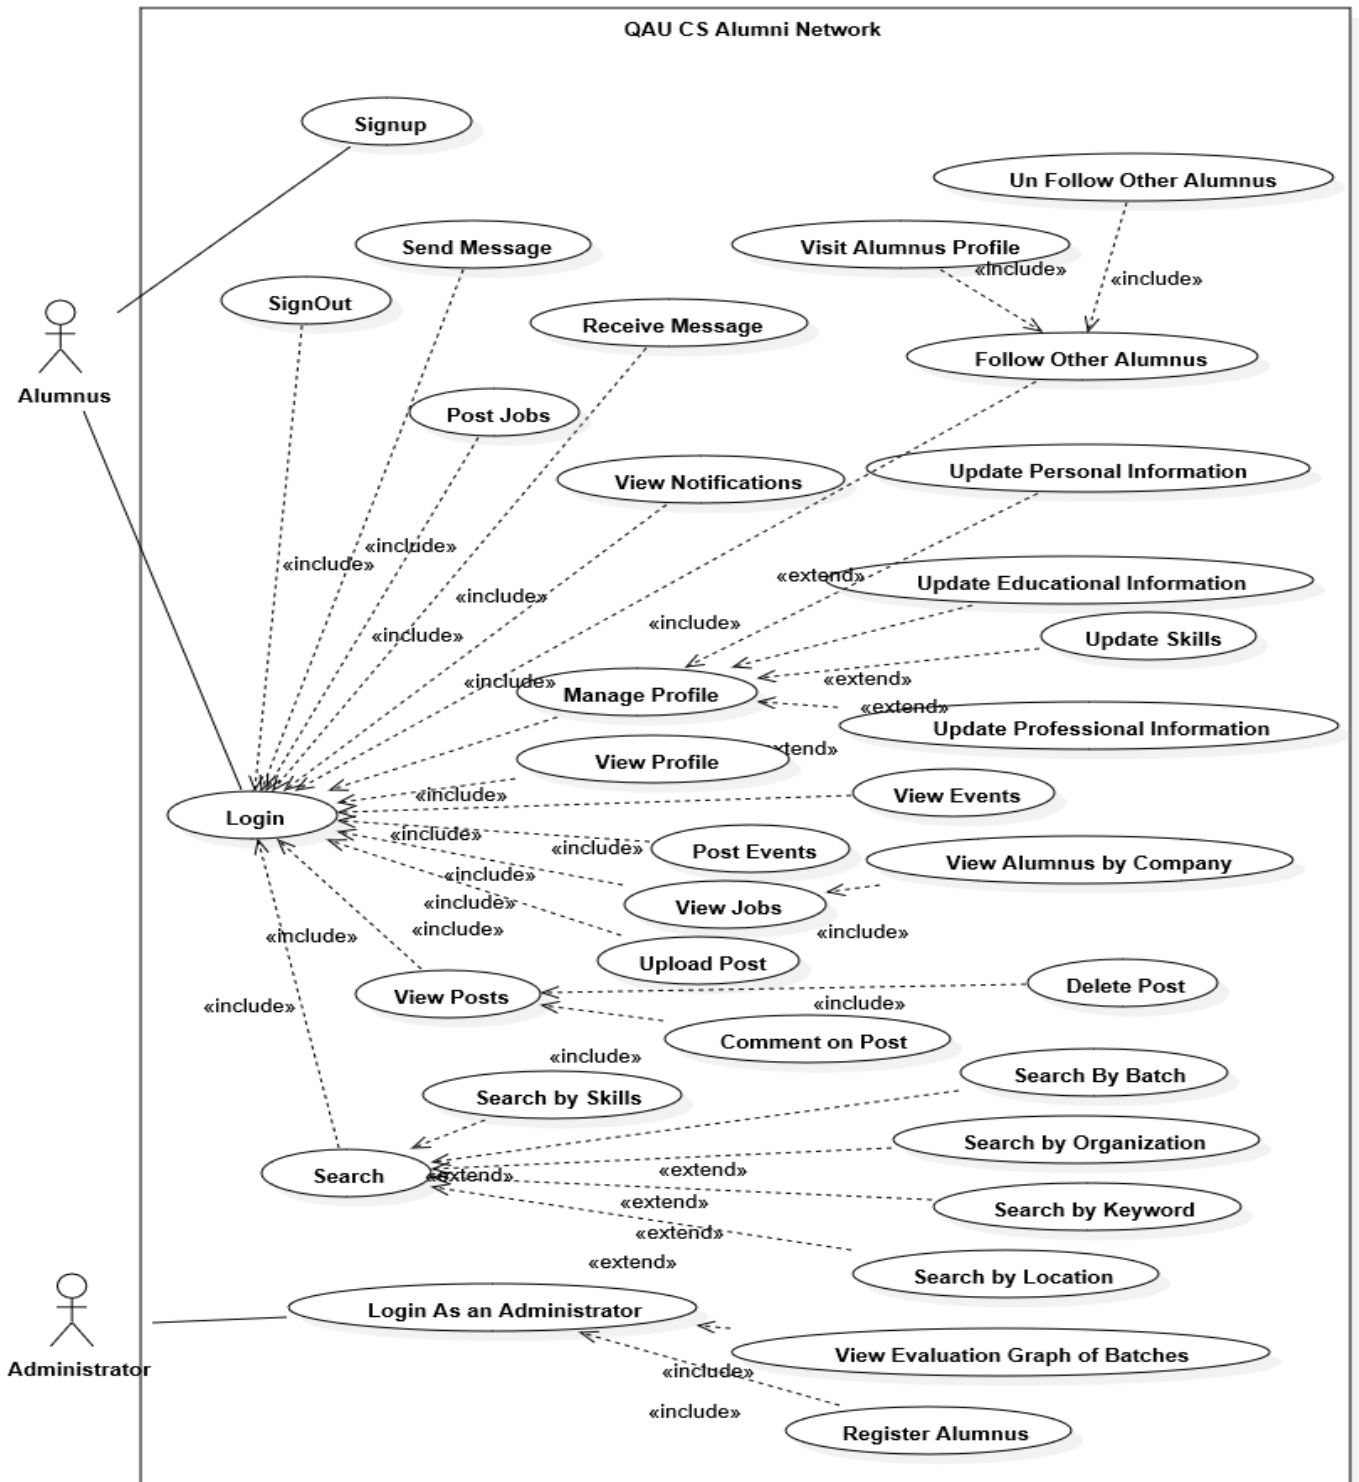 QAU CS Alumni Network
Signup
Un Follow Other Alumnus
Send Message
Visit Alumnus Profile
«include»
«include»
SignOut
Receive Message
Follow Other Alumnus
Alumnus
Post Jobs
View Notifications
Update Personal Information
«include»
«include»
«extend»
Update Educational Information
«include»
«include»
«include»
Update Skills
«include»
Manage Profile
«extend»
«extend»
Update Professional Information
View Profile
xtend»
«include»
View Events
Login
«include»
«include»
Post Events
View Alumnus by Company
«include»
«include»
View Jobs
«include»
«include»
«include»
Upload Post
Delete Post
View Posts
«include»
«include»
Comment on Post
«include»
Search By Batch
Search by Skills
Search by Organization
Search
«extend»
«extend»
«extend»
Search by Keyword
«extend»
«extend»
Search by Location
Login As an Administrator
View Evaluation Graph of Batches
Administrator
«include»
«include»
Register Alumnus